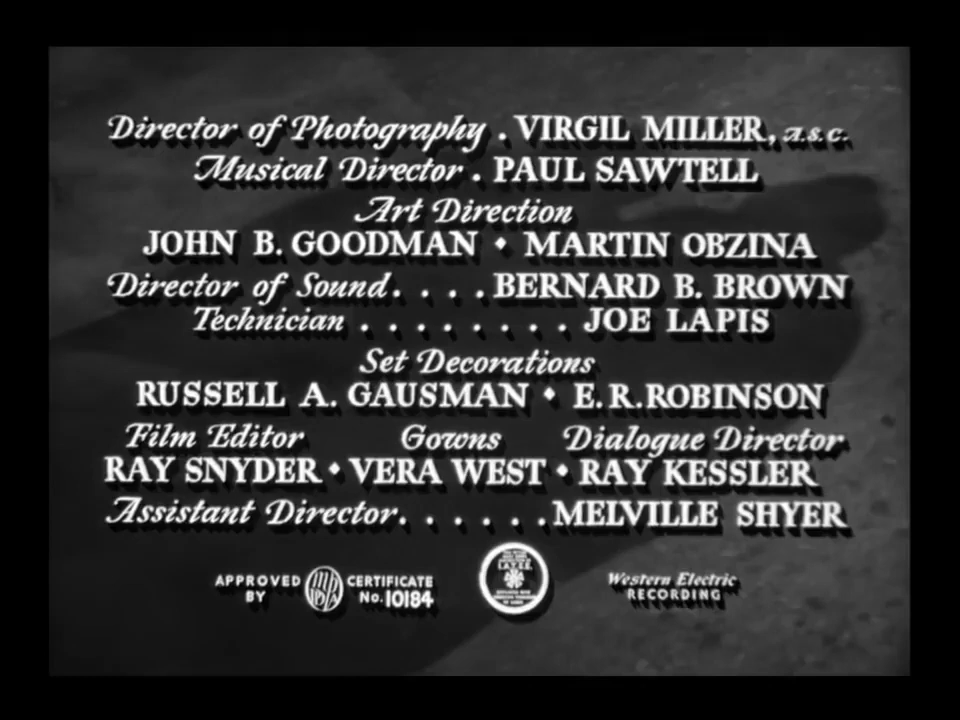 Director of Photography . VIRGIL MILLER, A.S.C.
Musical Director . PAUL SAWTELL
Art Direction
JOHN B. GOODMAN • MARTIN OBZINA
Director of Sound. . . . BERNARD B. BROWN
Technician . . . . . . . . . JOE LAPIS
Set Decorations
RUSSELL A. GAUSMAN • E. R. ROBINSON
Film Editor Gowns Dialogue Director
RAY SNYDER • VERA WEST • RAY KESSLER
Assistant Director. . . . . . MELVILLE SHYER
APPROVED BY CERTIFICATE No. 10184
I.A.T.S.E.
Western Electric
RECORDING